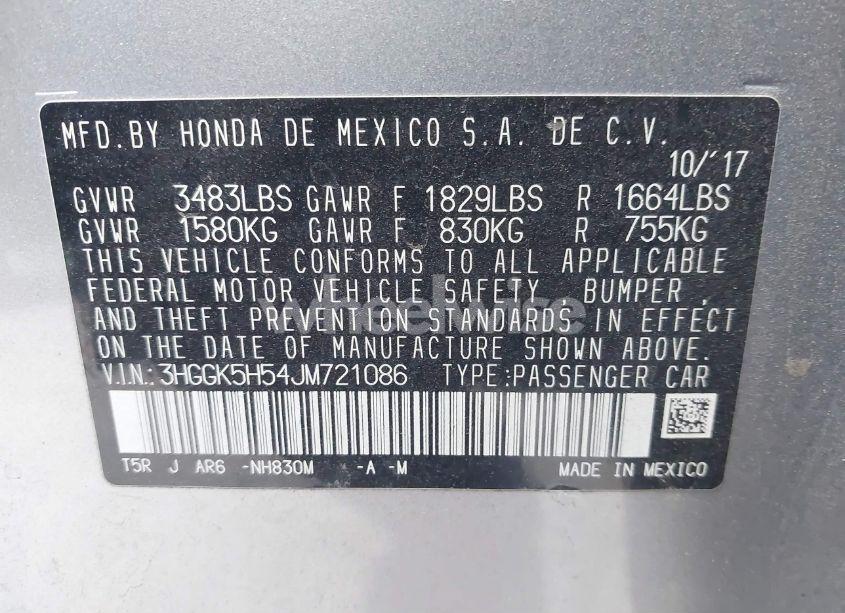 MFD.BY HONDA DE MEXICO S.A. DE C.V.
10/'17
GVWR 3483LBS GAWR F 1829LBS R 1664LBS
GVWR 1580KG GAWR F 830KG R 755KG
THIS VEHICLE CONFORMS TO ALL APPLICABLE
FEDERAL MOTOR VEHICLE SAFETY, BUMPER,
AND THEFT PREVENTION STANDARDS IN EFFECT
ON THE DATE OF MANUFACTURE SHOWN ABOVE.
V.I.N.:3HGGK5H54JM721086 TYPE:PASSENGER CAR
T5R J AR6 -NH830M -A -M MADE IN MEXICO
wheelwise